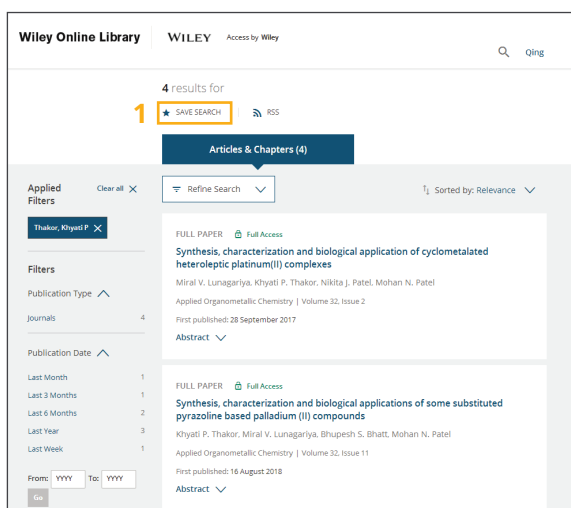 Wiley Online Library
WILEY
Access by Wiley
Qing
4 results for
1
SAVE SEARCH
RSS
Articles & Chapters (4)
Applied Filters
Clear all
Thakor, Khyati P
Filters
Publication Type
Journals 4
Publication Date
Last Month 1
Last 3 Months 1
Last 6 Months 2
Last Year 3
Last Week 1
From: YYYY To: YYYY
Go
Refine Search
Sorted by: Relevance
FULL PAPER Full Access
Synthesis, characterization and biological application of cyclometalated
heteroleptic platinum(II) complexes
Miral V. Lunagariya, Khyati P. Thakor, Nikita J. Patel, Mohan N. Patel
Applied Organometallic Chemistry | Volume 32, Issue 2
First published: 28 September 2017
Abstract
FULL PAPER Full Access
Synthesis, characterization and biological applications of some substituted
pyrazoline based palladium (II) compounds
Khyati P. Thakor, Miral V. Lunagariya, Bhupesh S. Bhatt, Mohan N. Patel
Applied Organometallic Chemistry | Volume 32, Issue 11
First published: 16 August 2018
Abstract